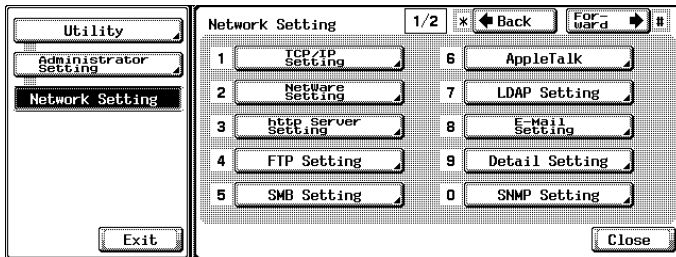 Utility
Administrator
Setting
Network Setting
Exit
Network Setting
1/2
* Back
For-
ward #
1 TCP/IP
Setting
2 NetWare
Setting
3 http Server
Setting
4 FTP Setting
5 SMB Setting
6 AppleTalk
7 LDAP Setting
8 E-Mail
Setting
9 Detail Setting
0 SNMP Setting
Close